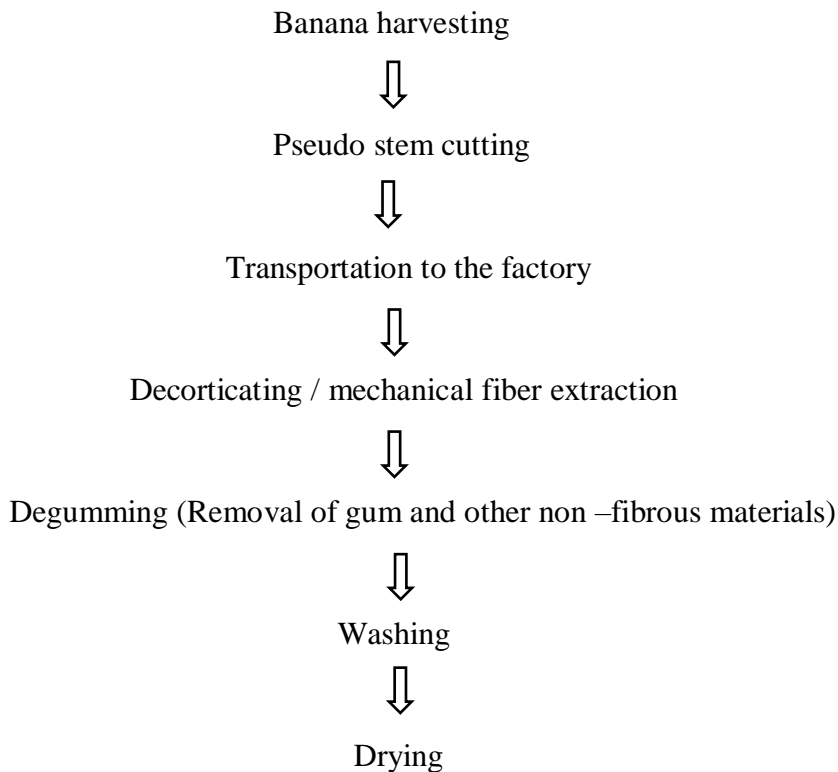 Banana harvesting
Pseudo stem cutting
Transportation to the factory
Decorticating / mechanical fiber extraction
Degumming (Removal of gum and other non –fibrous materials)
Washing
Drying